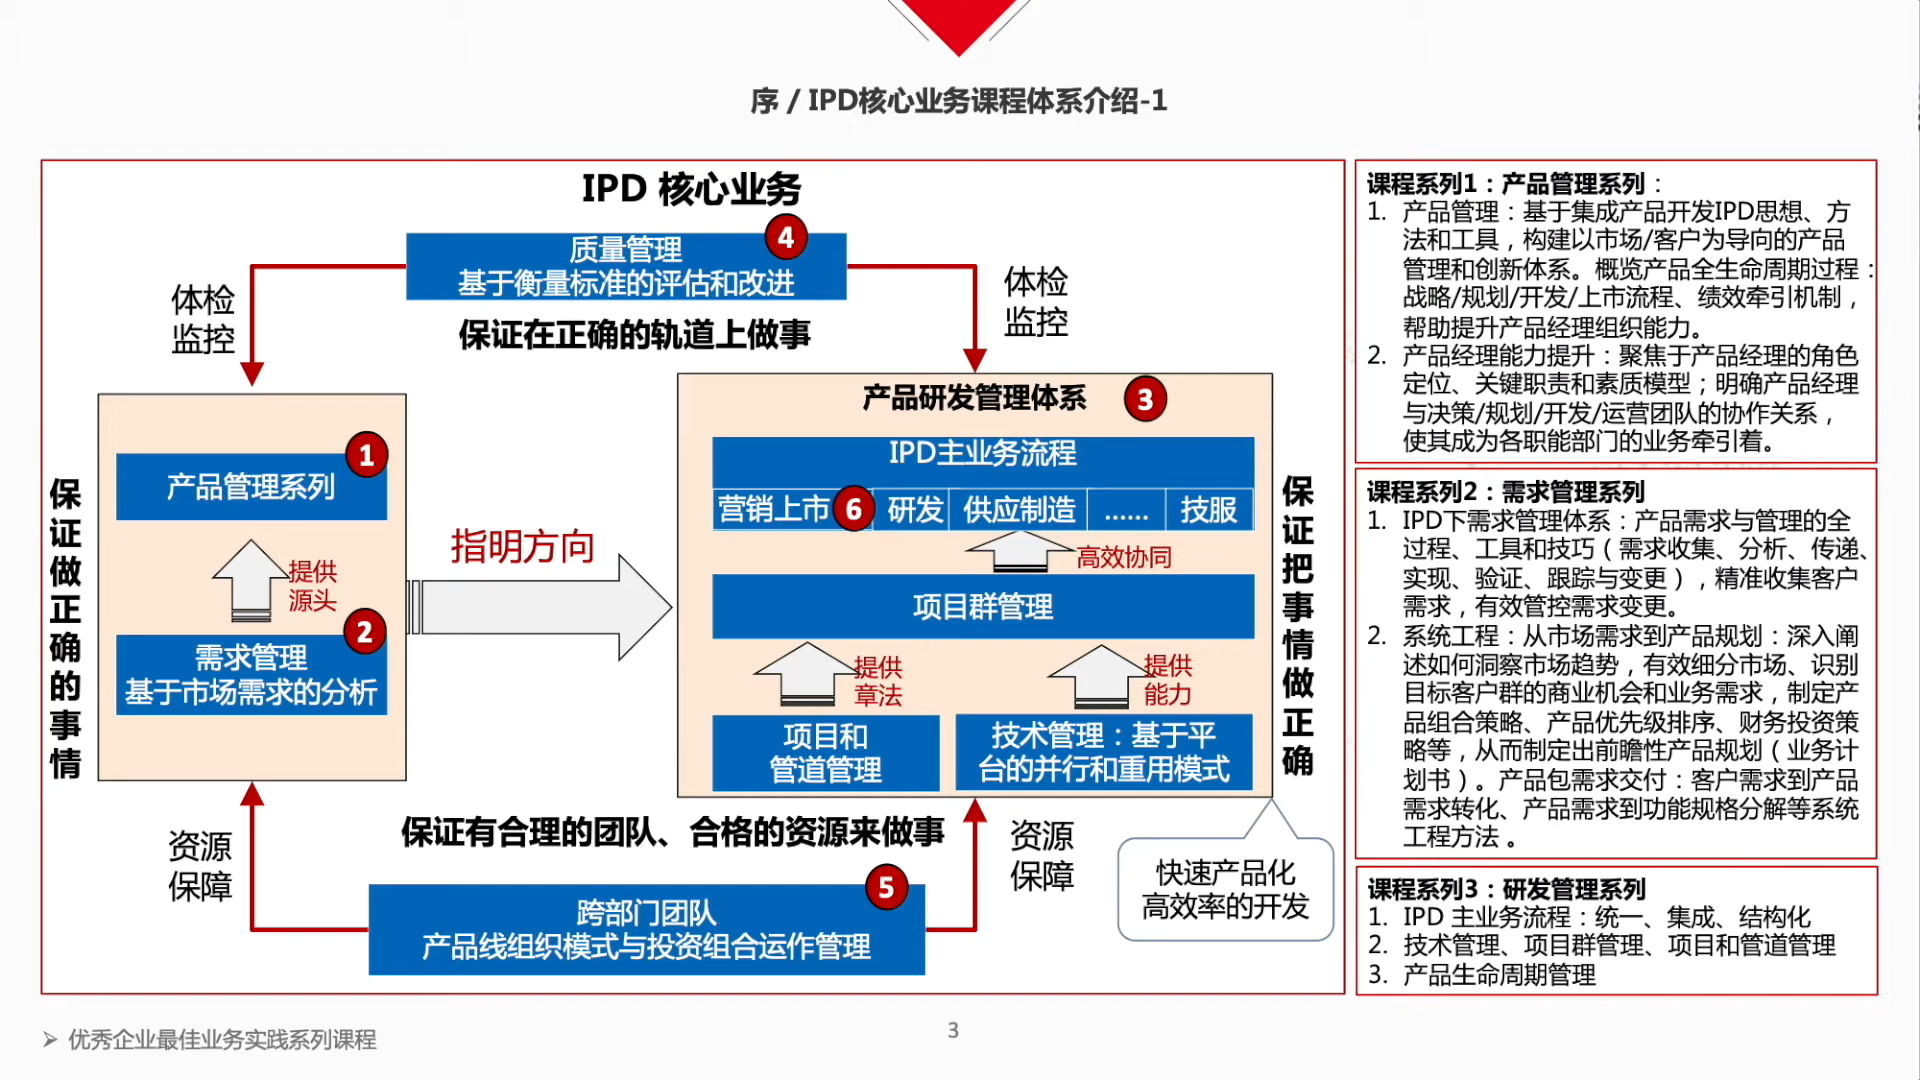 序 / IPD核心业务课程体系介绍-1
IPD 核心业务
质量管理
4
基于衡量标准的评估和改进
体检
监控
保证在正确的轨道上做事
体检
监控
保证做正确的事情
1
产品管理系列
提供
源头
2
需求管理
基于市场需求的分析
指明方向
产品研发管理体系
3
IPD主业务流程
营销上市
6
研发
供应制造
......
技服
高效协同
项目群管理
提供
章法
提供
能力
项目和
管道管理
技术管理：基于平
台的并行和重用模式
保证把事情做正确
资源
保障
保证有合理的团队、合格的资源来做事
资源
保障
5
跨部门团队
产品线组织模式与投资组合运作管理
快速产品化
高效率的开发
课程系列1：产品管理系列：
1. 产品管理：基于集成产品开发IPD思想、方
法和工具，构建以市场/客户为导向的产品
管理和创新体系。概览产品全生命周期过程：
战略/规划/开发/上市流程、绩效牵引机制，
帮助提升产品经理组织能力。
2. 产品经理能力提升：聚焦于产品经理的角色
定位、关键职责和素质模型；明确产品经理
与决策/规划/开发/运营团队的协作关系，
使其成为各职能部门的业务牵引着。
课程系列2：需求管理系列
1. IPD下需求管理体系：产品需求与管理的全
过程、工具和技巧（需求收集、分析、传递、
实现、验证、跟踪与变更），精准收集客户
需求，有效管控需求变更。
2. 系统工程：从市场需求到产品规划：深入阐
述如何洞察市场趋势，有效细分市场、识别
目标客户群的商业机会和业务需求，制定产
品组合策略、产品优先级排序、财务投资策
略等，从而制定出前瞻性产品规划（业务计
划书）。产品包需求交付：客户需求到产品
需求转化、产品需求到功能规格分解等系统
工程方法 。
课程系列3：研发管理系列
1. IPD 主业务流程：统一、集成、结构化
2. 技术管理、项目群管理、项目和管道管理
3. 产品生命周期管理
➢ 优秀企业最佳业务实践系列课程
3